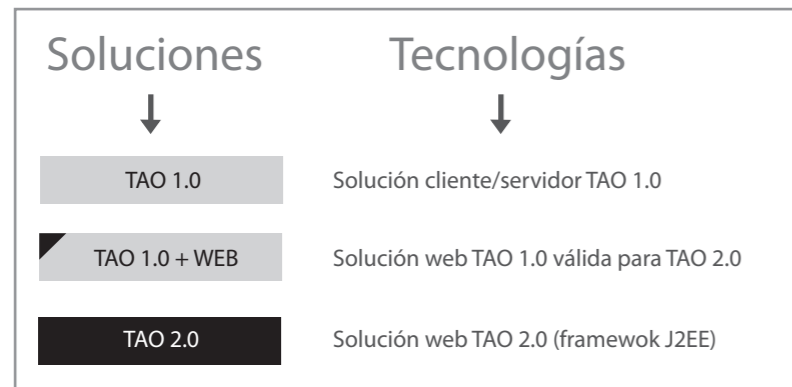 Soluciones Tecnologías
TAO 1.0 Solución cliente/servidor TAO 1.0
TAO 1.0 + WEB Solución web TAO 1.0 válida para TAO 2.0
TAO 2.0 Solución web TAO 2.0 (framewok J2EE)